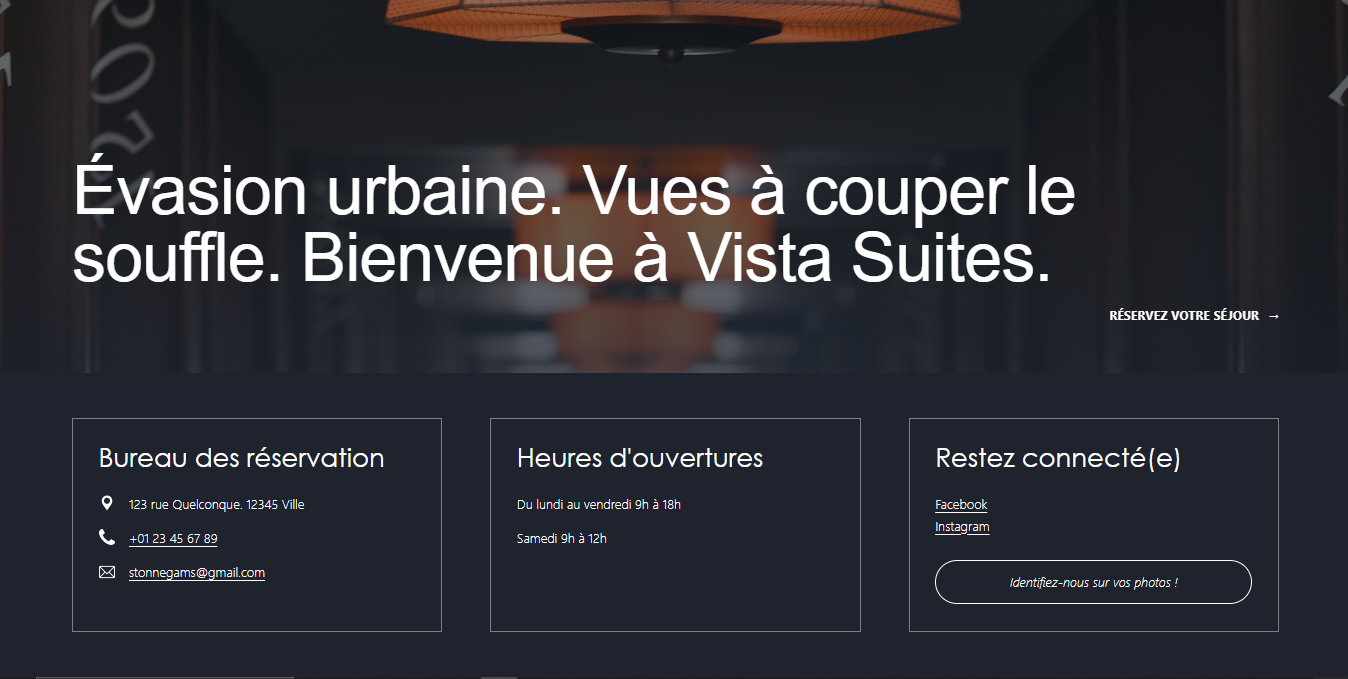 Évasion urbaine. Vues à couper le
souffle. Bienvenue à Vista Suites.
RÉSERVEZ VOTRE SÉJOUR →
Bureau des réservation
123 rue Quelconque. 12345 Ville
+01 23 45 67 89
stonnegams@gmail.com
Heures d'ouvertures
Du lundi au vendredi 9h à 18h
Samedi 9h à 12h
Restez connecté(e)
Facebook
Instagram
Identifiez-nous sur vos photos !